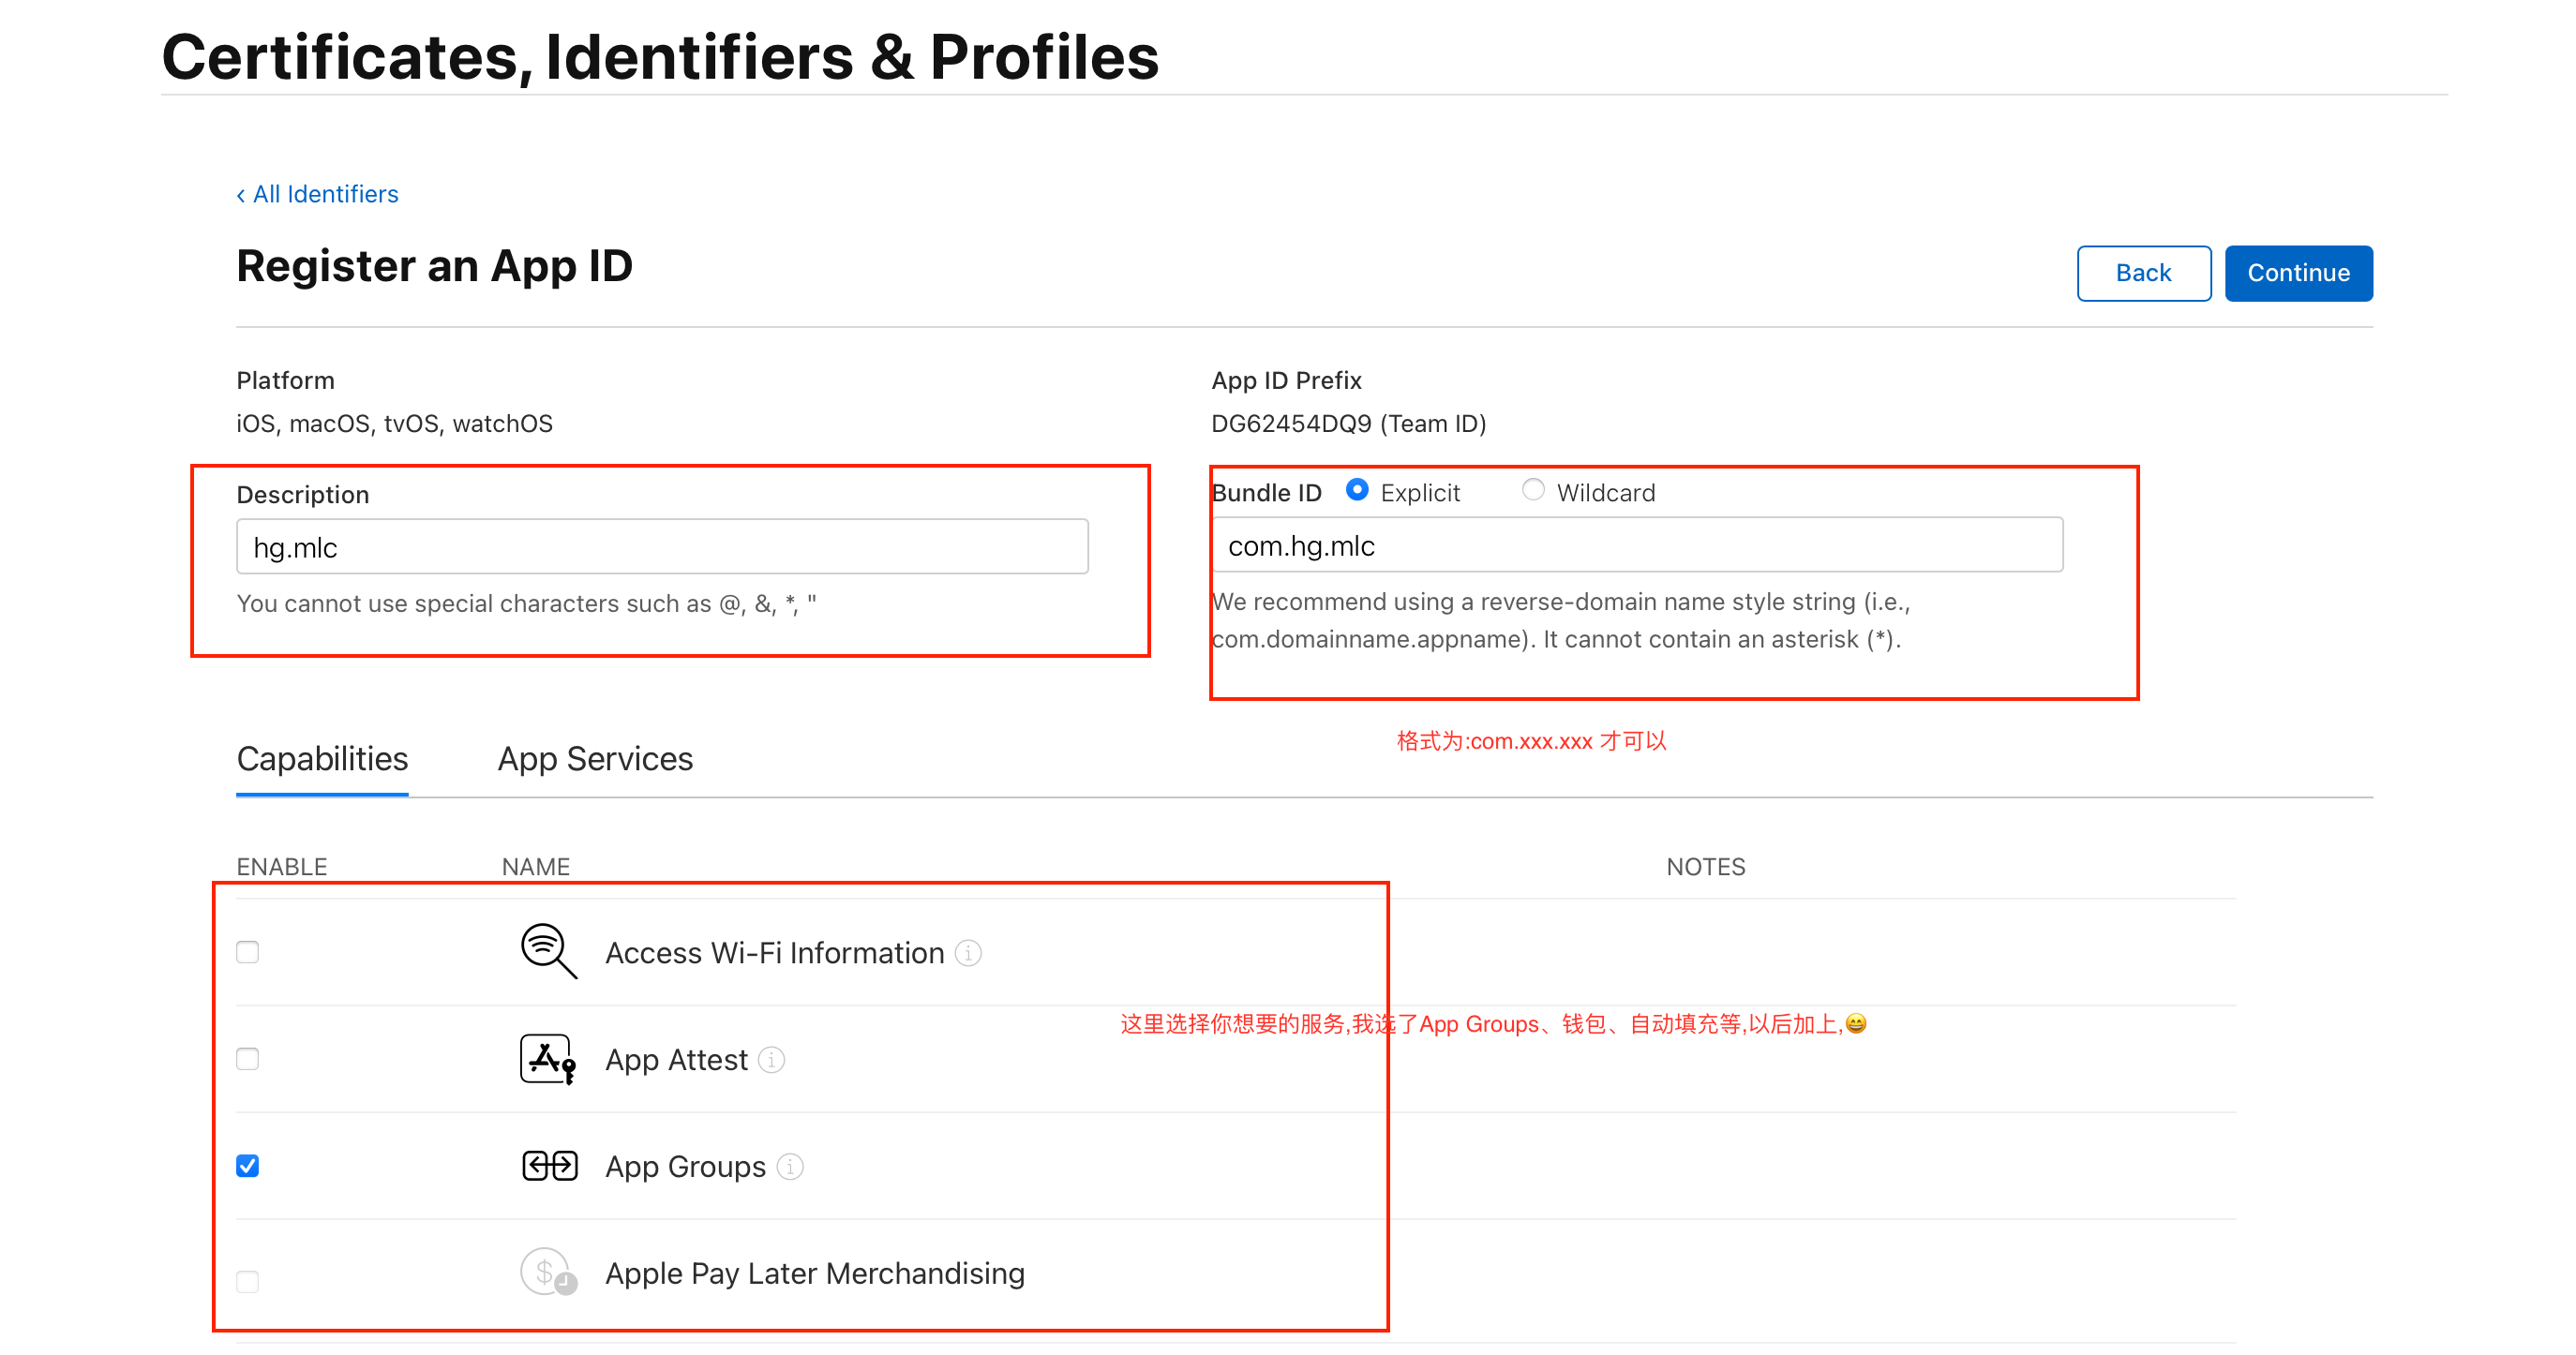 Certificates, Identifiers & Profiles
‹ All Identifiers
Register an App ID
Back
Continue
Platform
iOS, macOS, tvOS, watchOS
App ID Prefix
DG62454DQ9 (Team ID)
Description
hg.mlc
You cannot use special characters such as @, &, *, "
Bundle ID Explicit Wildcard
com.hg.mlc
We recommend using a reverse-domain name style string (i.e.,
com.domainname.appname). It cannot contain an asterisk (*).
格式为:com.xxx.xxx 才可以
Capabilities
App Services
ENABLE
NAME
NOTES
Access Wi-Fi Information
这里选择你想要的服务,我选了App Groups、钱包、自动填充等,以后加上,😄
App Attest
App Groups
Apple Pay Later Merchandising